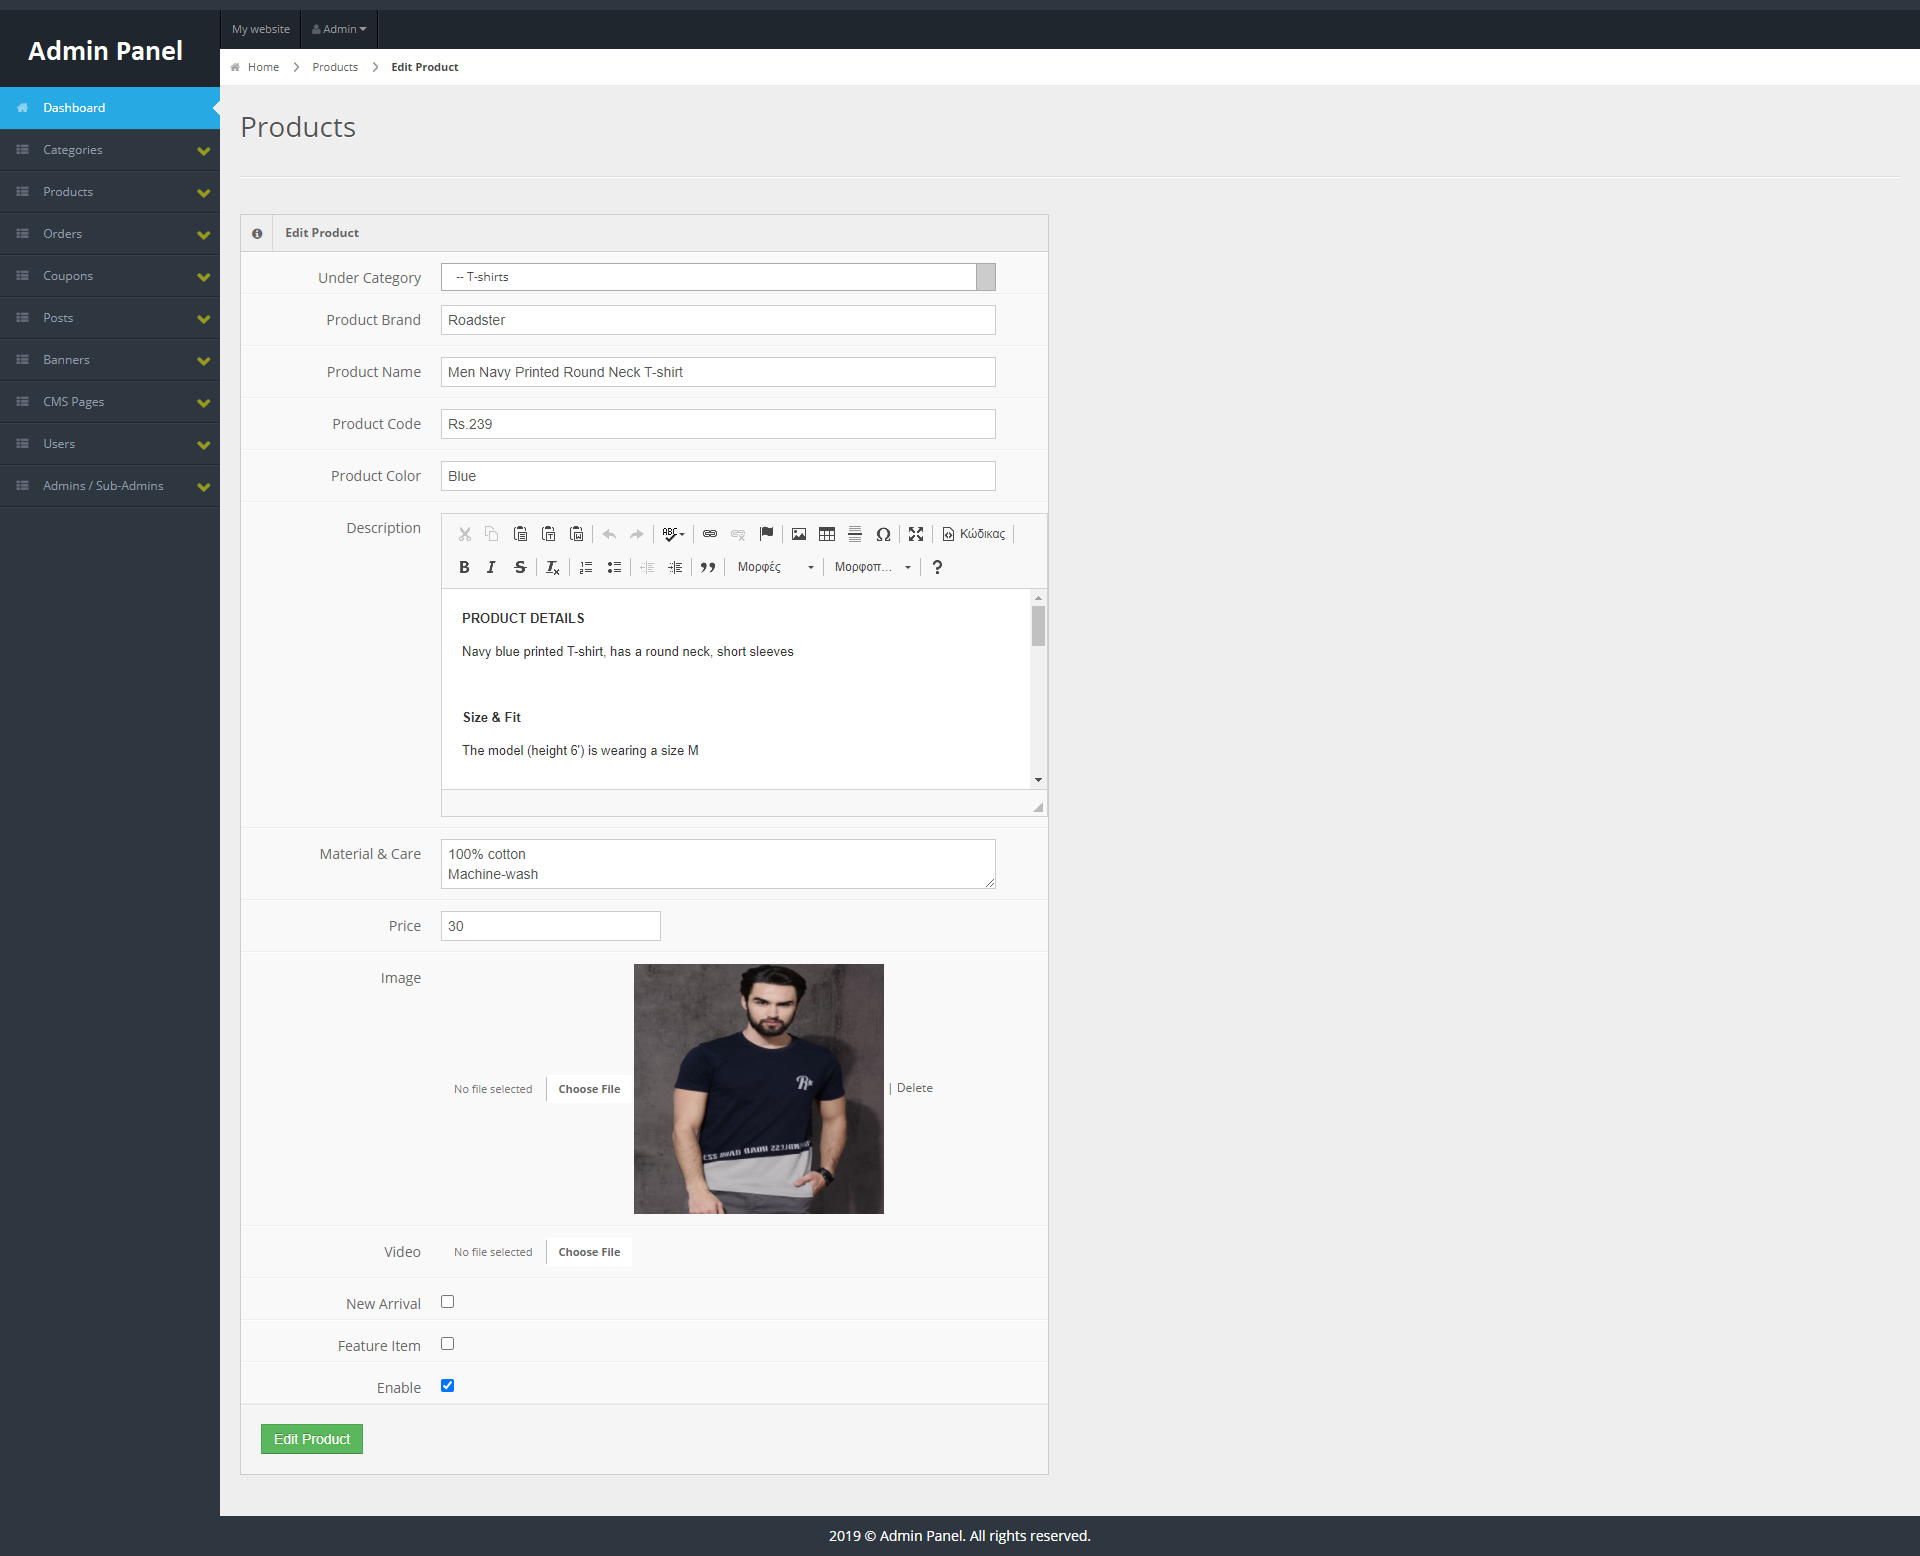 Admin Panel
My website
Admin
Home
Products
Edit Product
Dashboard
Categories
Products
Orders
Coupons
Posts
Banners
CMS Pages
Users
Admins / Sub-Admins
Products
Edit Product
Under Category
-- T-shirts
Product Brand
Roadster
Product Name
Men Navy Printed Round Neck T-shirt
Product Code
Rs.239
Product Color
Blue
Description
Κώδικας
Μορφές
Μορφοπ...
PRODUCT DETAILS
Navy blue printed T-shirt, has a round neck, short sleeves
Size & Fit
The model (height 6') is wearing a size M
Material & Care
100% cotton
Machine-wash
Price
30
Image
No file selected
Choose File
| Delete
Video
No file selected
Choose File
New Arrival
Feature Item
Enable
Edit Product
2019 © Admin Panel. All rights reserved.